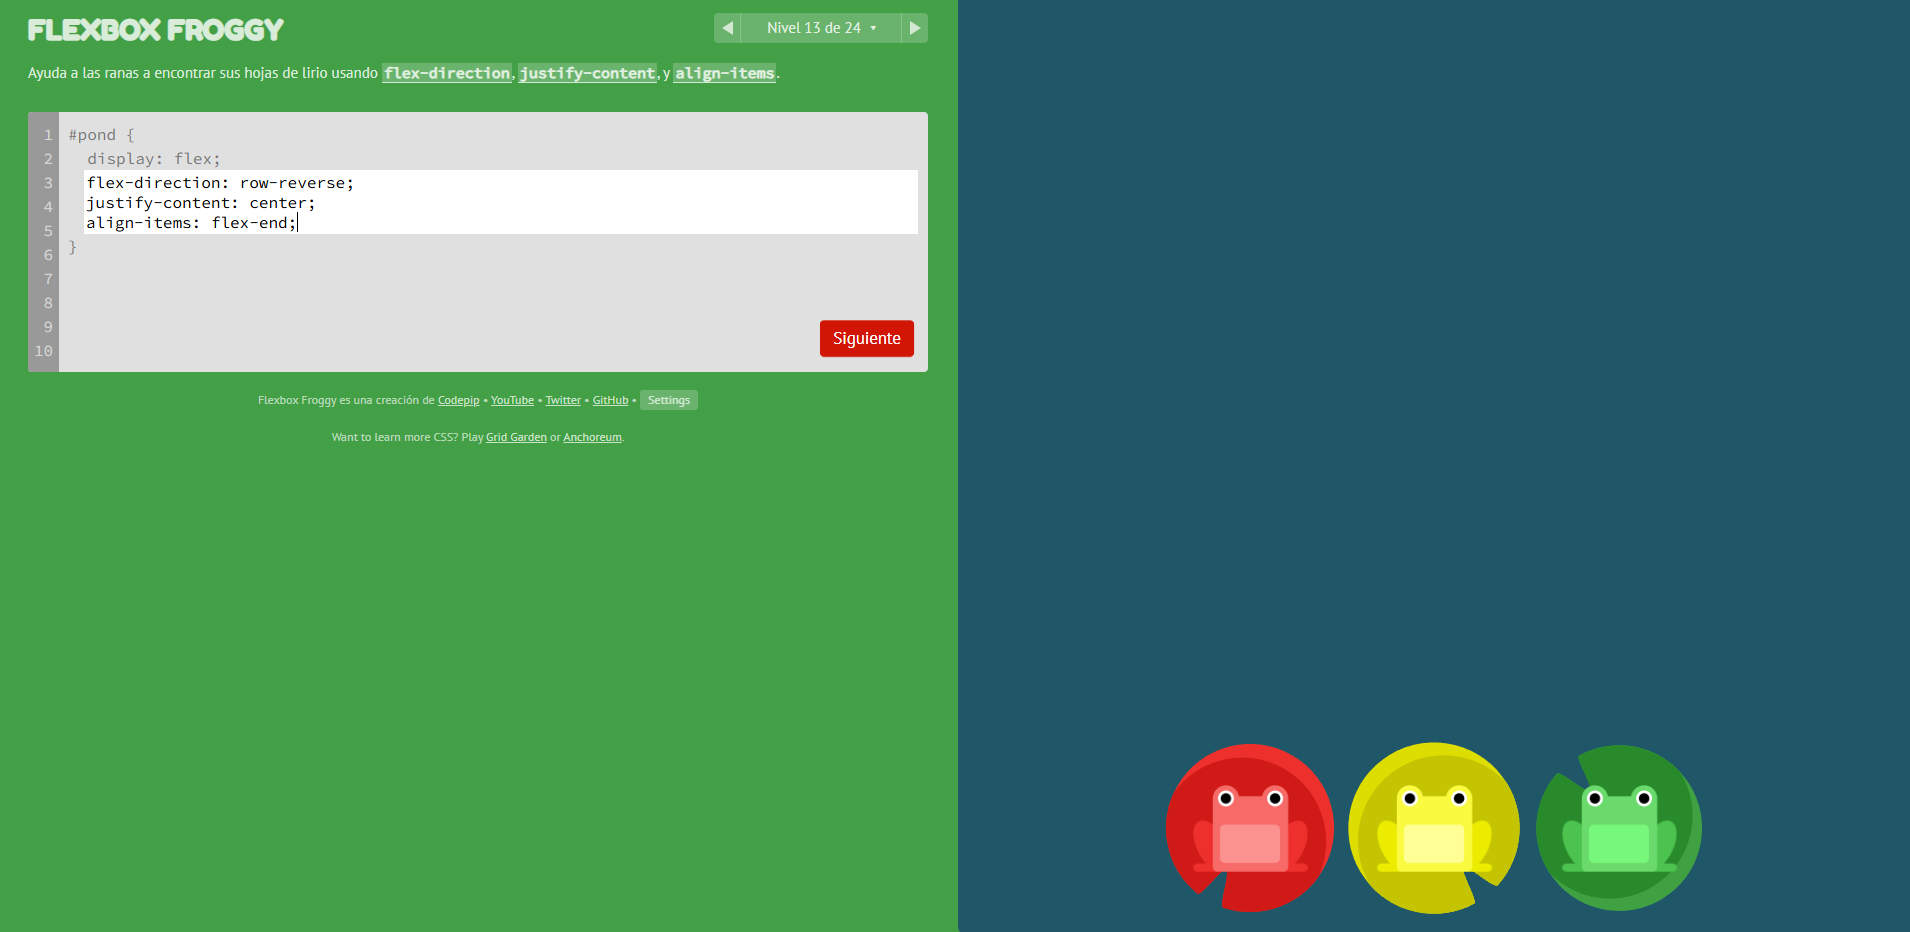 FLEXBOX FROGGY
Nivel 13 de 24
Ayuda a las ranas a encontrar sus hojas de lirio usando flex-direction, justify-content, y align-items.
1 #pond {
2 display: flex;
3 flex-direction: row-reverse;
4 justify-content: center;
5 align-items: flex-end;
6 }
7
8
9
10
Siguiente
Flexbox Froggy es una creación de Codepip • YouTube • Twitter • GitHub • Settings
Want to learn more CSS? Play Grid Garden or Anchoreum.